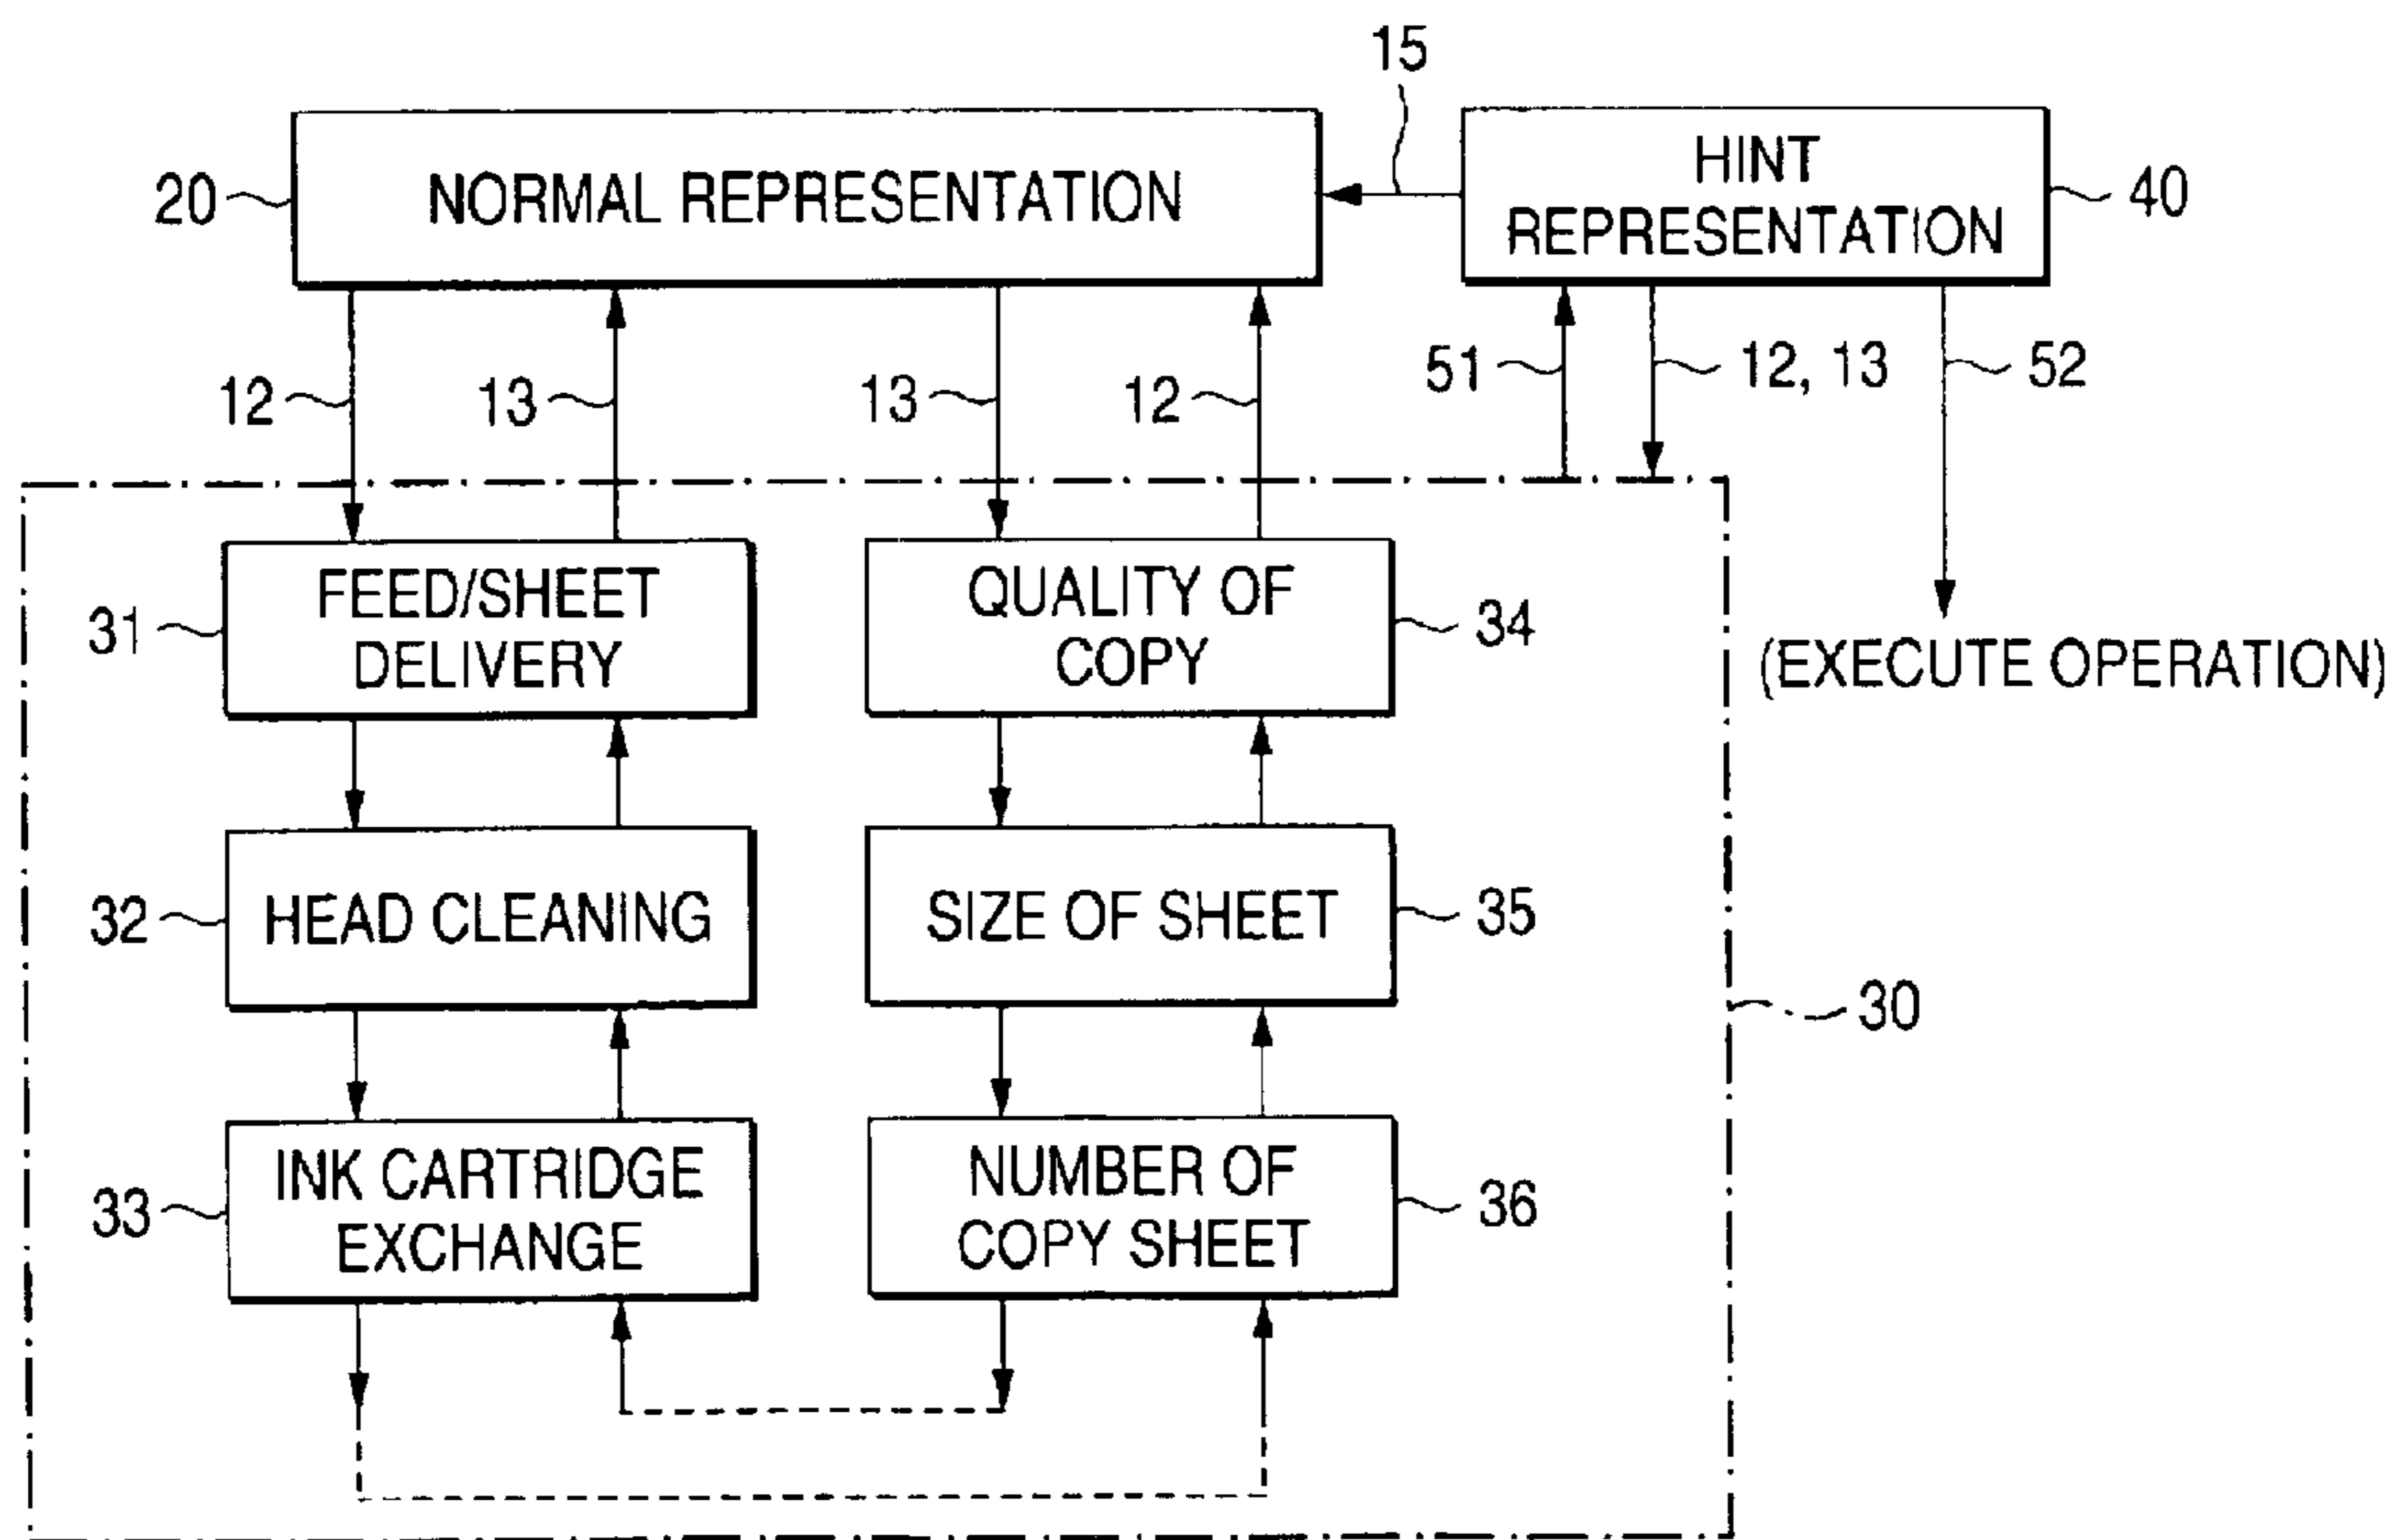 15
20
NORMAL REPRESENTATION
HINT
REPRESENTATION
40
12
13
13
12
51
12, 13
52
31
FEED/SHEET
DELIVERY
QUALITY OF
COPY
34
(EXECUTE OPERATION)
32
HEAD CLEANING
SIZE OF SHEET
35
30
33
INK CARTRIDGE
EXCHANGE
NUMBER OF
COPY SHEET
36